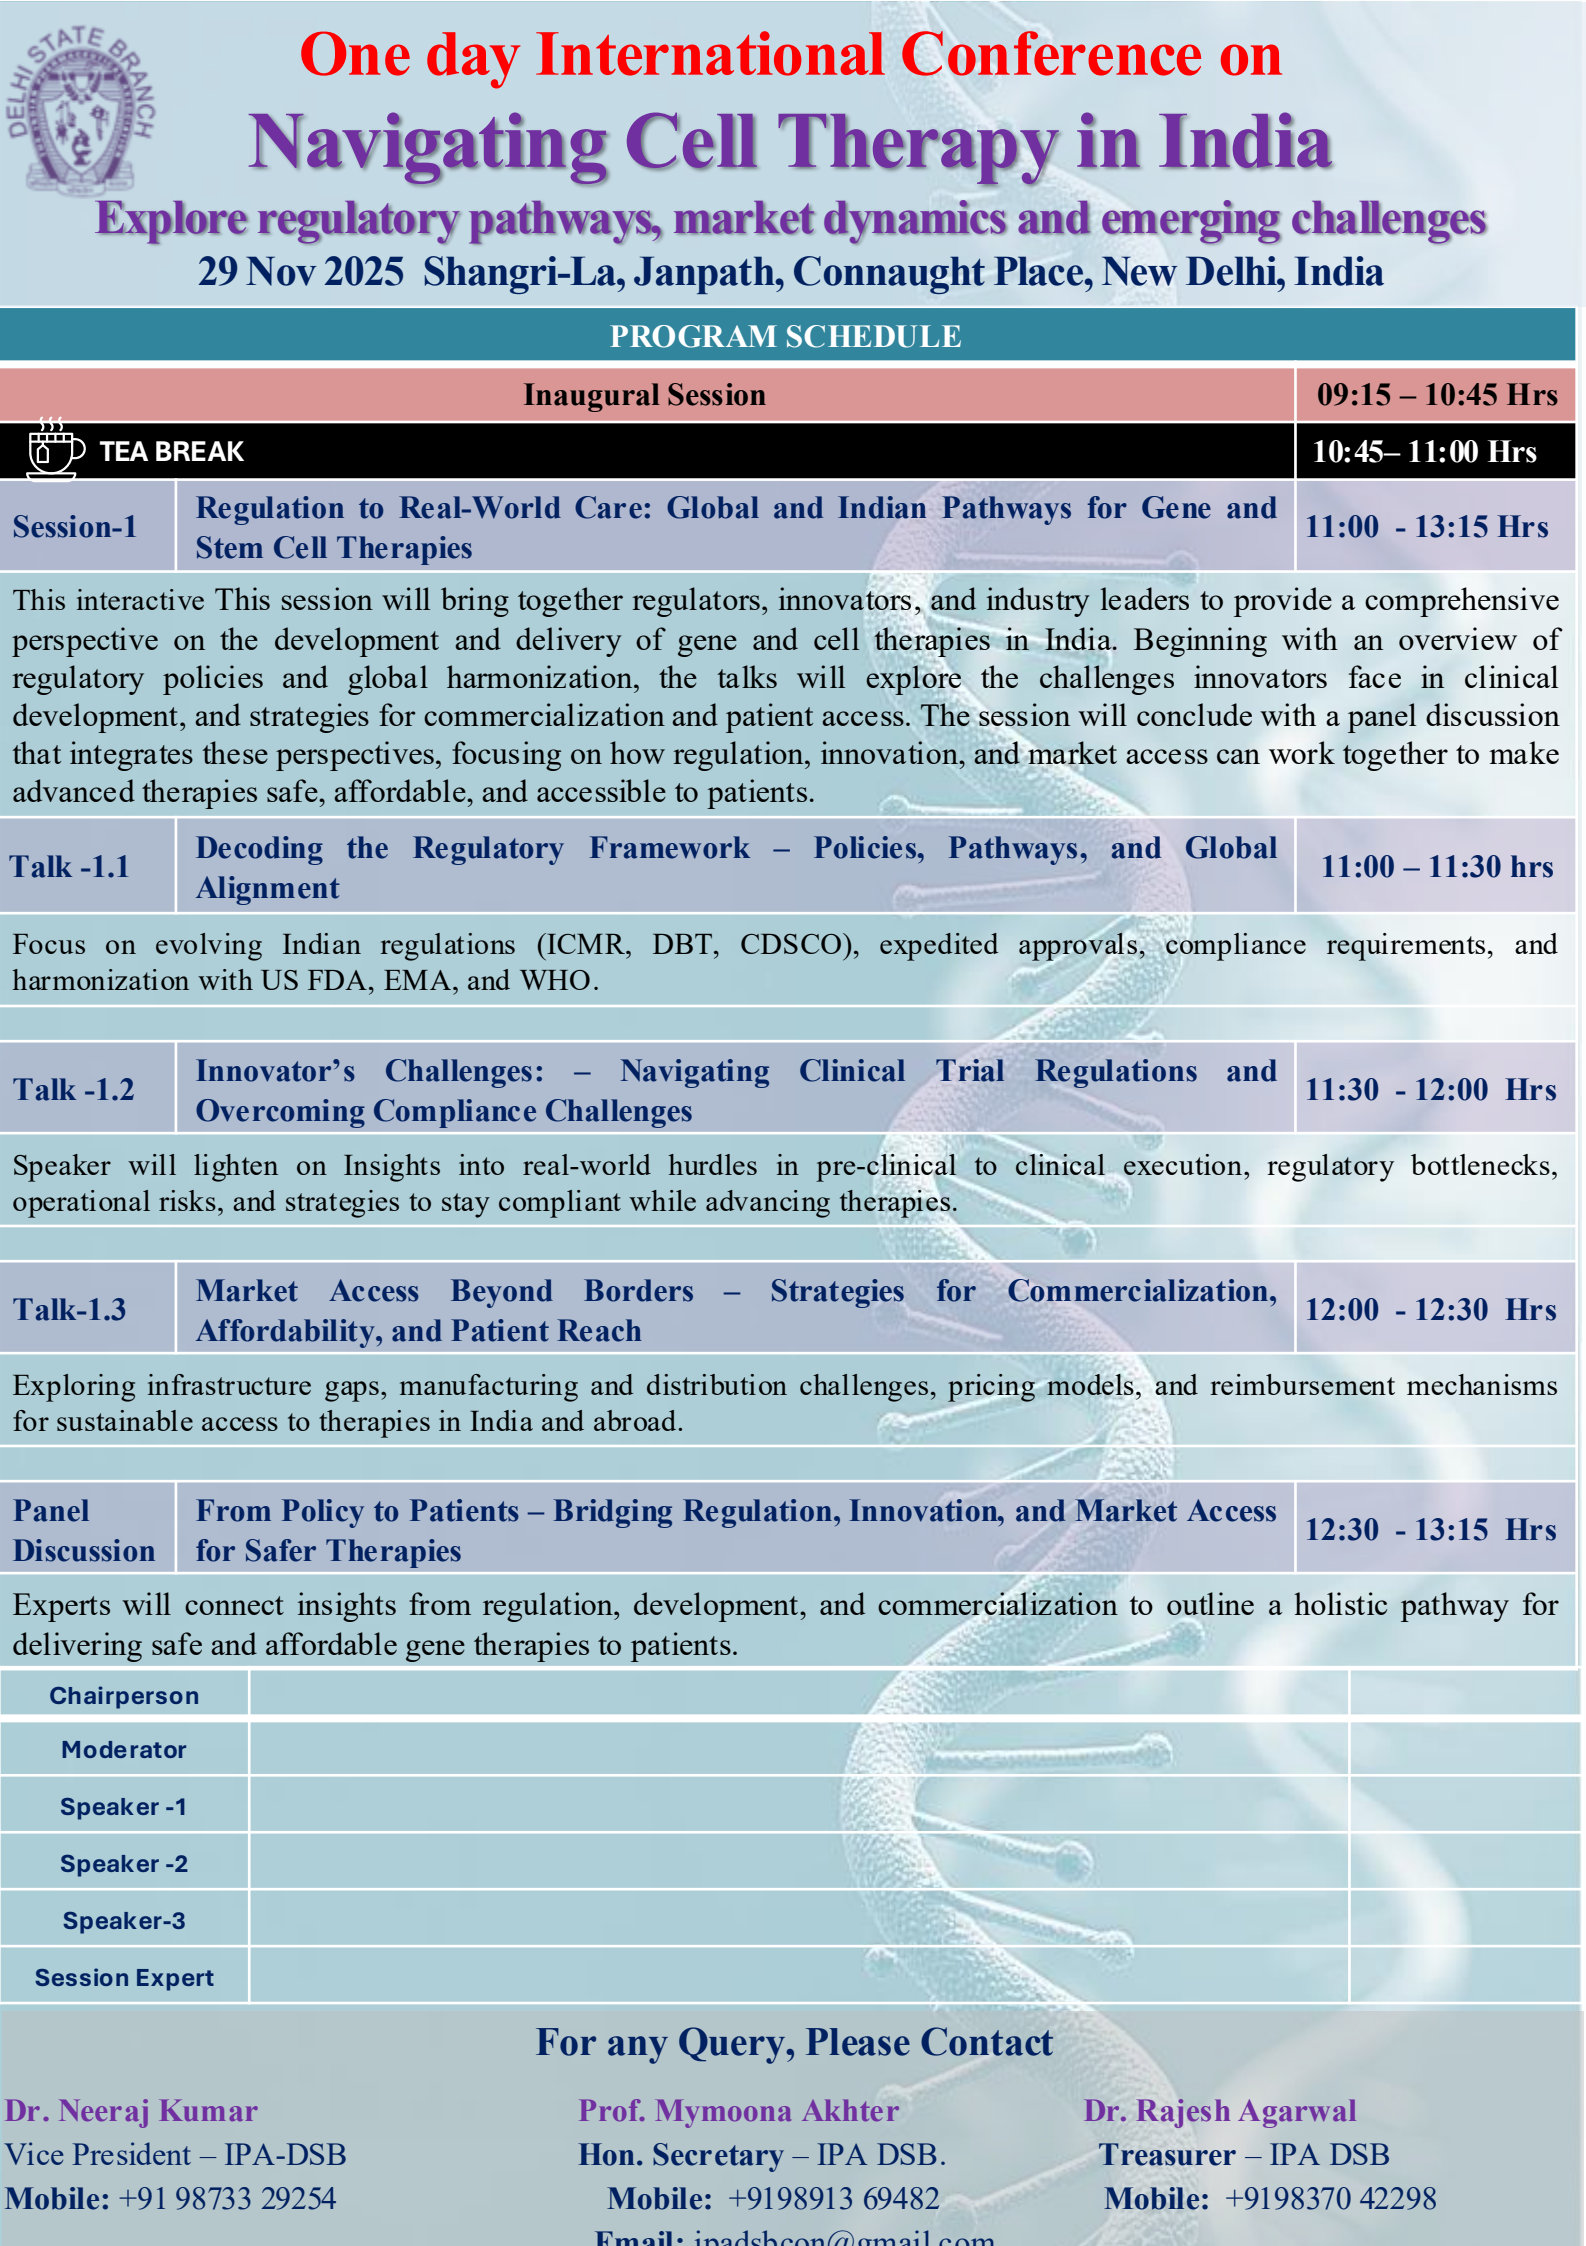 DELHI STATE BRANCH
One day International Conference on
Navigating Cell Therapy in India
Explore regulatory pathways, market dynamics and emerging challenges
29 Nov 2025 Shangri-La, Janpath, Connaught Place, New Delhi, India
PROGRAM SCHEDULE
Inaugural Session 09:15 – 10:45 Hrs
TEA BREAK 10:45– 11:00 Hrs
Session-1 Regulation to Real-World Care: Global and Indian Pathways for Gene and
Stem Cell Therapies 11:00 - 13:15 Hrs
This interactive This session will bring together regulators, innovators, and industry leaders to provide a comprehensive
perspective on the development and delivery of gene and cell therapies in India. Beginning with an overview of
regulatory policies and global harmonization, the talks will explore the challenges innovators face in clinical
development, and strategies for commercialization and patient access. The session will conclude with a panel discussion
that integrates these perspectives, focusing on how regulation, innovation, and market access can work together to make
advanced therapies safe, affordable, and accessible to patients.
Talk -1.1 Decoding the Regulatory Framework – Policies, Pathways, and Global
Alignment 11:00 – 11:30 hrs
Focus on evolving Indian regulations (ICMR, DBT, CDSCO), expedited approvals, compliance requirements, and
harmonization with US FDA, EMA, and WHO.
Talk -1.2 Innovator’s Challenges: – Navigating Clinical Trial Regulations and
Overcoming Compliance Challenges 11:30 - 12:00 Hrs
Speaker will lighten on Insights into real-world hurdles in pre-clinical to clinical execution, regulatory bottlenecks,
operational risks, and strategies to stay compliant while advancing therapies.
Talk-1.3 Market Access Beyond Borders – Strategies for Commercialization,
Affordability, and Patient Reach 12:00 - 12:30 Hrs
Exploring infrastructure gaps, manufacturing and distribution challenges, pricing models, and reimbursement mechanisms
for sustainable access to therapies in India and abroad.
Panel Discussion From Policy to Patients – Bridging Regulation, Innovation, and Market Access
for Safer Therapies 12:30 - 13:15 Hrs
Experts will connect insights from regulation, development, and commercialization to outline a holistic pathway for
delivering safe and affordable gene therapies to patients.
Chairperson
Moderator
Speaker -1
Speaker -2
Speaker-3
Session Expert
For any Query, Please Contact
Dr. Neeraj Kumar Prof. Mymoona Akhter Dr. Rajesh Agarwal
Vice President – IPA-DSB Hon. Secretary – IPA DSB. Treasurer – IPA DSB
Mobile: +91 98733 29254 Mobile: +9198913 69482 Mobile: +9198370 42298
Email: ipadsbcon@gmail.com